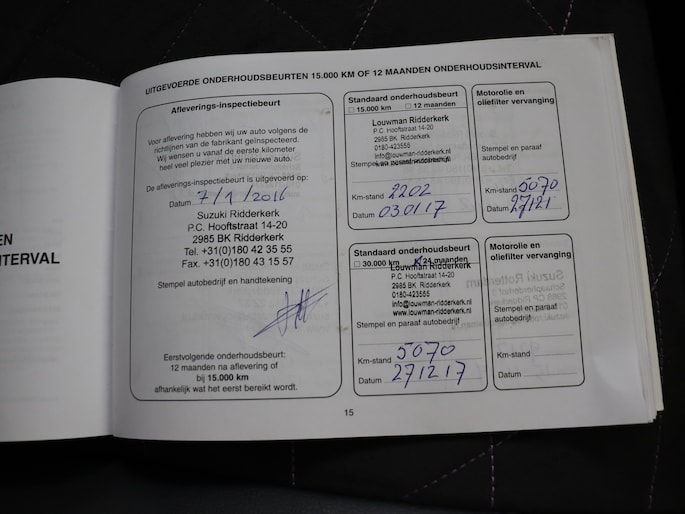 EN
INTERVAL
UITGEVOERDE ONDERHOUDSBEURTEN 15.000 KM OF 12 MAANDEN ONDERHOUDSINTERVAL
Afleverings-inspectiebeurt
Voor aflevering hebben wij uw auto volgens de
richtlijnen van de fabrikant geïnspecteerd.
Wij wensen u vanaf de eerste kilometer
heel veel plezier met uw nieuwe auto.
De afleverings-inspectiebeurt is uitgevoerd op:
Datum 7/1/2016
Suzuki Ridderkerk
P.C. Hooftstraat 14-20
2985 BK Ridderkerk
Tel. +31(0)180 42 35 55
Fax. +31(0)180 43 15 57
Stempel autobedrijf en handtekening
Eerstvolgende onderhoudsbeurt:
12 maanden na aflevering of
bij 15.000 km
afhankelijk wat het eerst bereikt wordt.
Standaard onderhoudsbeurt
15.000 km 12 maanden
Louwman Ridderkerk
P.C. Hooftstraat 14-20
2985 BK Ridderkerk
0180-423555
info@louwman-ridderkerk.nl
Stempel en paraaf autobedrijf
Km-stand 2202
Datum 030117
Motorolie en
oliefilter vervanging
Stempel en paraaf
autobedrijf
Km-stand 5070
Datum 27121
Standaard onderhoudsbeurt
30.000 km 24 maanden
Louwman Ridderkerk
P.C. Hooftstraat 14-20
2985 BK Ridderkerk
0180-423555
info@louwman-ridderkerk.nl
www.louwman-ridderkerk.nl
Stempel en paraaf autobedrijf
Km-stand 5070
Datum 271217
Motorolie en
oliefilter vervanging
Stempel en paraaf
autobedrijf
Km-stand
Datum
15